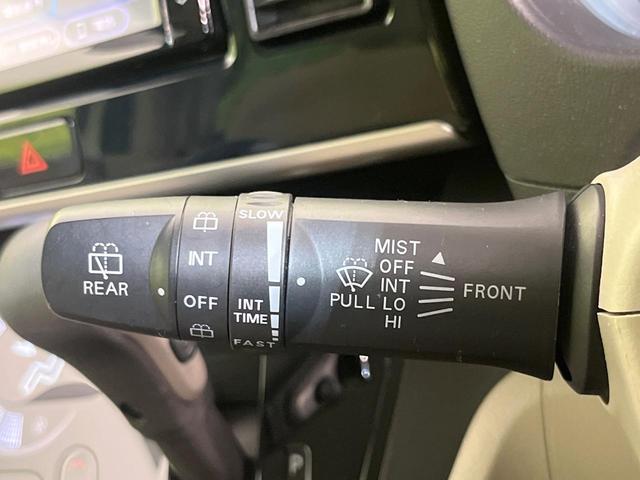 REAR
INT
OFF
SLOW
INT
TIME
FAST
PULL
MIST
OFF
INT
LO
HI
FRONT